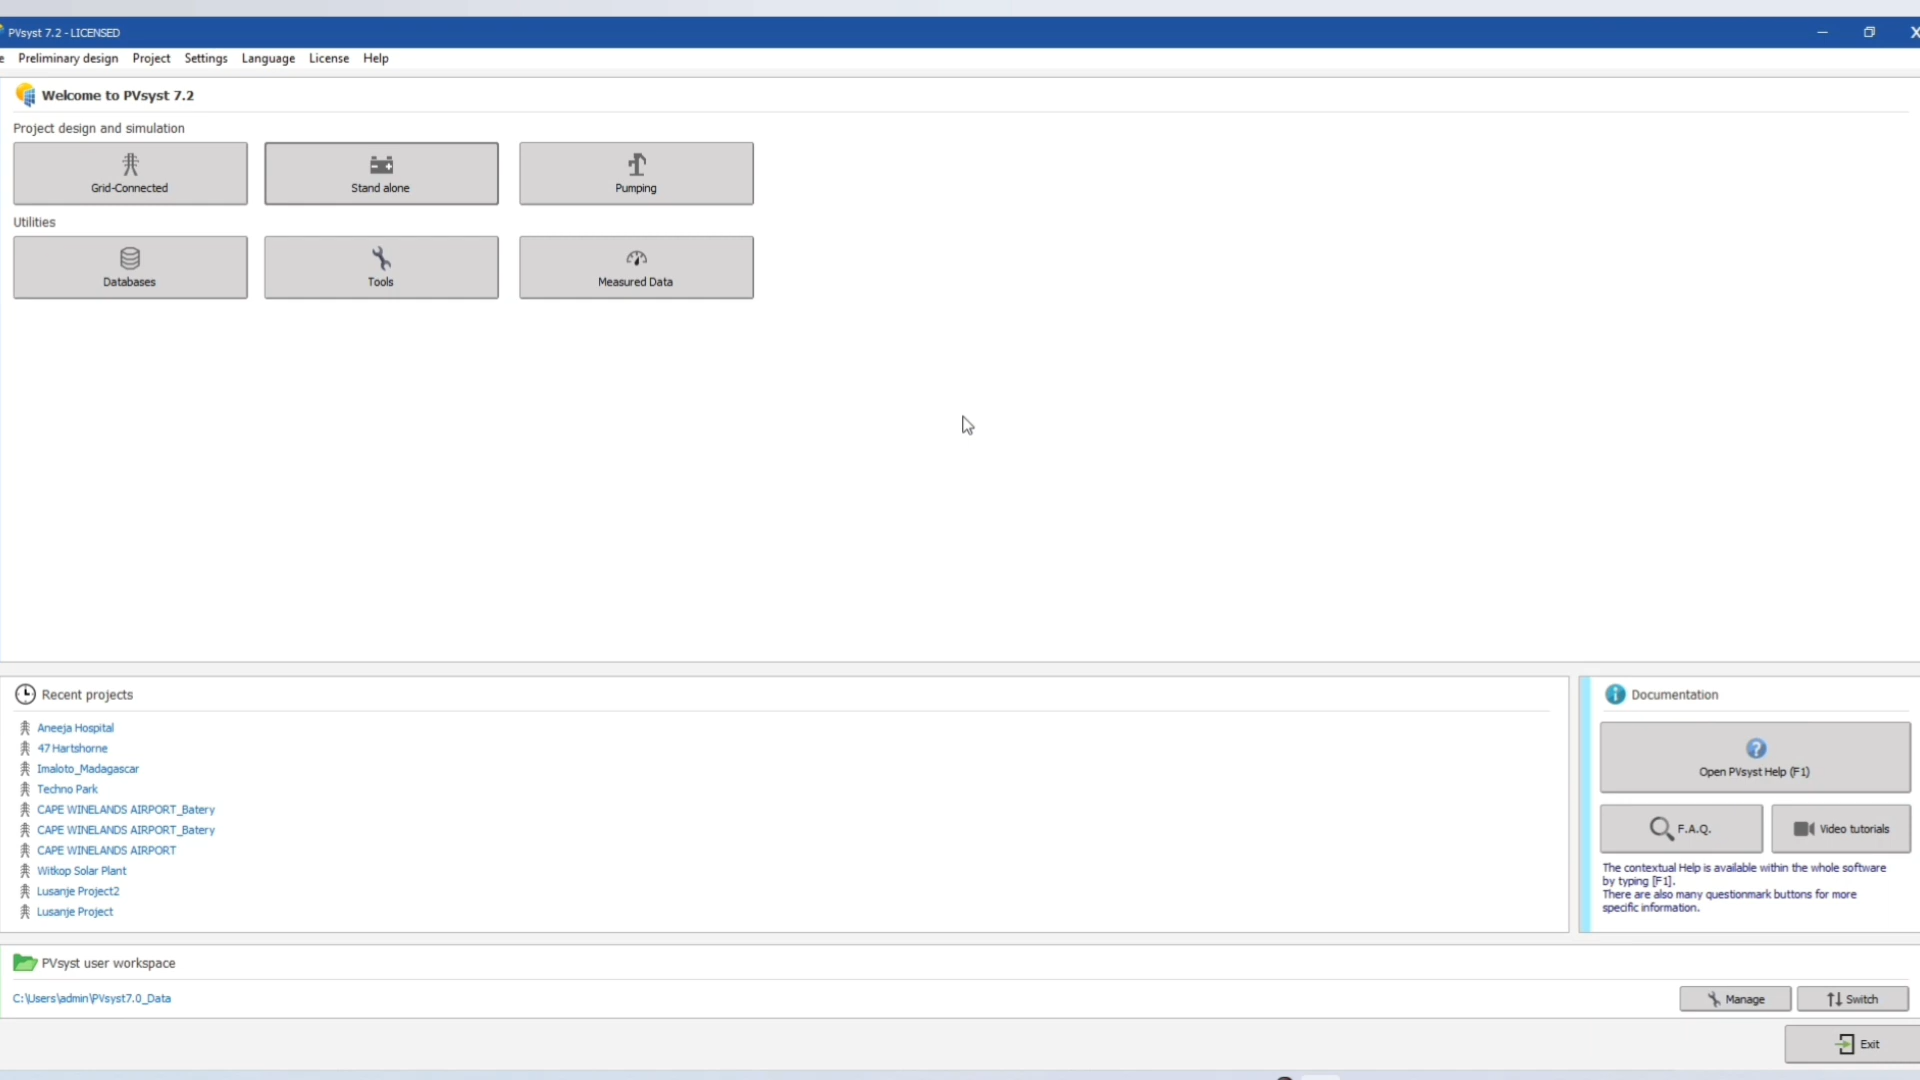 PVsyst 7.2 - LICENSED
e Preliminary design Project Settings Language License Help
Welcome to PVsyst 7.2
Project design and simulation
Grid-Connected
Stand alone
Pumping
Utilities
Databases
Tools
Measured Data
Recent projects
Aneeja Hospital
47 Hartshorne
Imaloto_Madagascar
Techno Park
CAPE WINELANDS AIRPORT_Batery
CAPE WINELANDS AIRPORT_Batery
CAPE WINELANDS AIRPORT
Witkop Solar Plant
Lusanje Project2
Lusanje Project
Documentation
Open PVsyst Help (F1)
F.A.Q.
Video tutorials
The contextual Help is available within the whole software
by typing [F1].
There are also many questionmark buttons for more
specific information.
PVsyst user workspace
C:\Users\admin\PVsyst7.0_Data
Manage
Switch
Exit